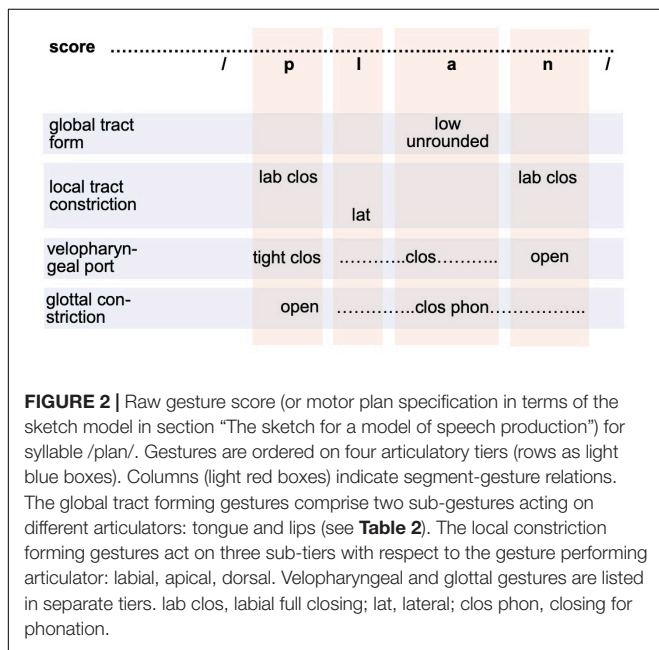 score ……………………………………………………………………
/ p l a n /
global tract form low unrounded
local tract constriction lab clos lab clos
lat
velopharyn-geal port tight clos ………..clos……….. open
glottal con-striction open …………..clos phon……………..
FIGURE 2 | Raw gesture score (or motor plan specification in terms of the
sketch model in section “The sketch for a model of speech production”) for
syllable /plan/. Gestures are ordered on four articulatory tiers (rows as light
blue boxes). Columns (light red boxes) indicate segment-gesture relations.
The global tract forming gestures comprise two sub-gestures acting on
different articulators: tongue and lips (see Table 2). The local constriction
forming gestures act on three sub-tiers with respect to the gesture performing
articulator: labial, apical, dorsal. Velopharyngeal and glottal gestures are listed
in separate tiers. lab clos, labial full closing; lat, lateral; clos phon, closing for
phonation.